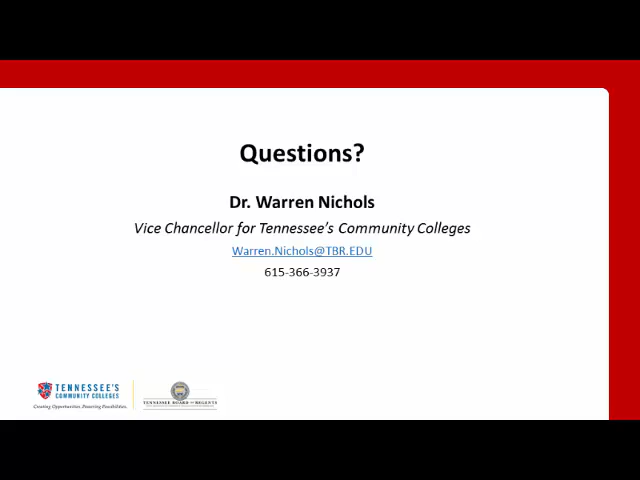 Questions?
Dr. Warren Nichols
Vice Chancellor for Tennessee's Community Colleges
Warren.Nichols@TBR.EDU
615-366-3937
TENNESSEE'S
COMMUNITY COLLEGES
Creating Opportunities. Powering Possibilities.
TENNESSEE BOARD OF REGENTS